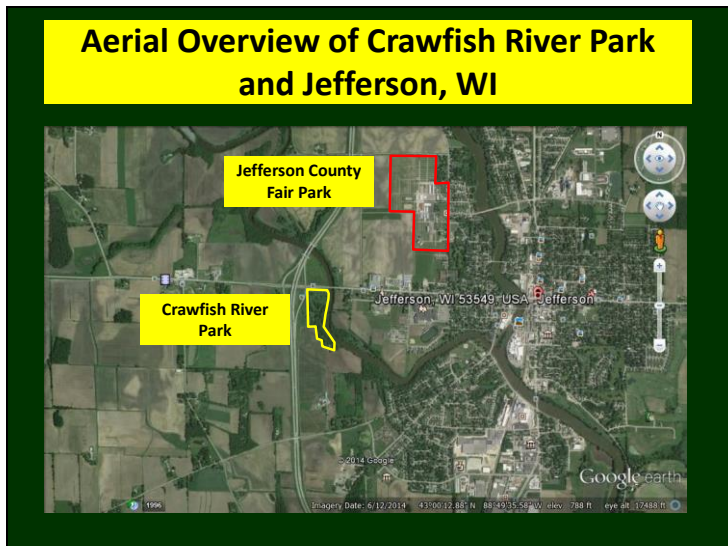 Aerial Overview of Crawfish River Park
and Jefferson, WI
N
Jefferson County
Fair Park
Jefferson, WI 53549, USA Jefferson
Crawfish River
Park
© 2014 Google
Google earth
1996
Imagery Date: 6/12/2014 43°00'12.88" N 88°49'35.58" W elev 788 ft eye alt 17488 ft